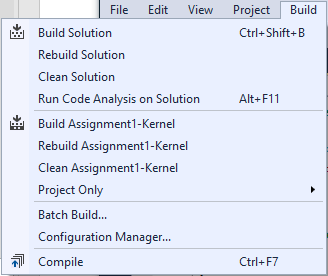 File Edit View Project Build
Build Solution Ctrl+Shift+B
Rebuild Solution
Clean Solution
Run Code Analysis on Solution Alt+F11
Build Assignment1-Kernel
Rebuild Assignment1-Kernel
Clean Assignment1-Kernel
Project Only
Batch Build...
Configuration Manager...
Compile Ctrl+F7